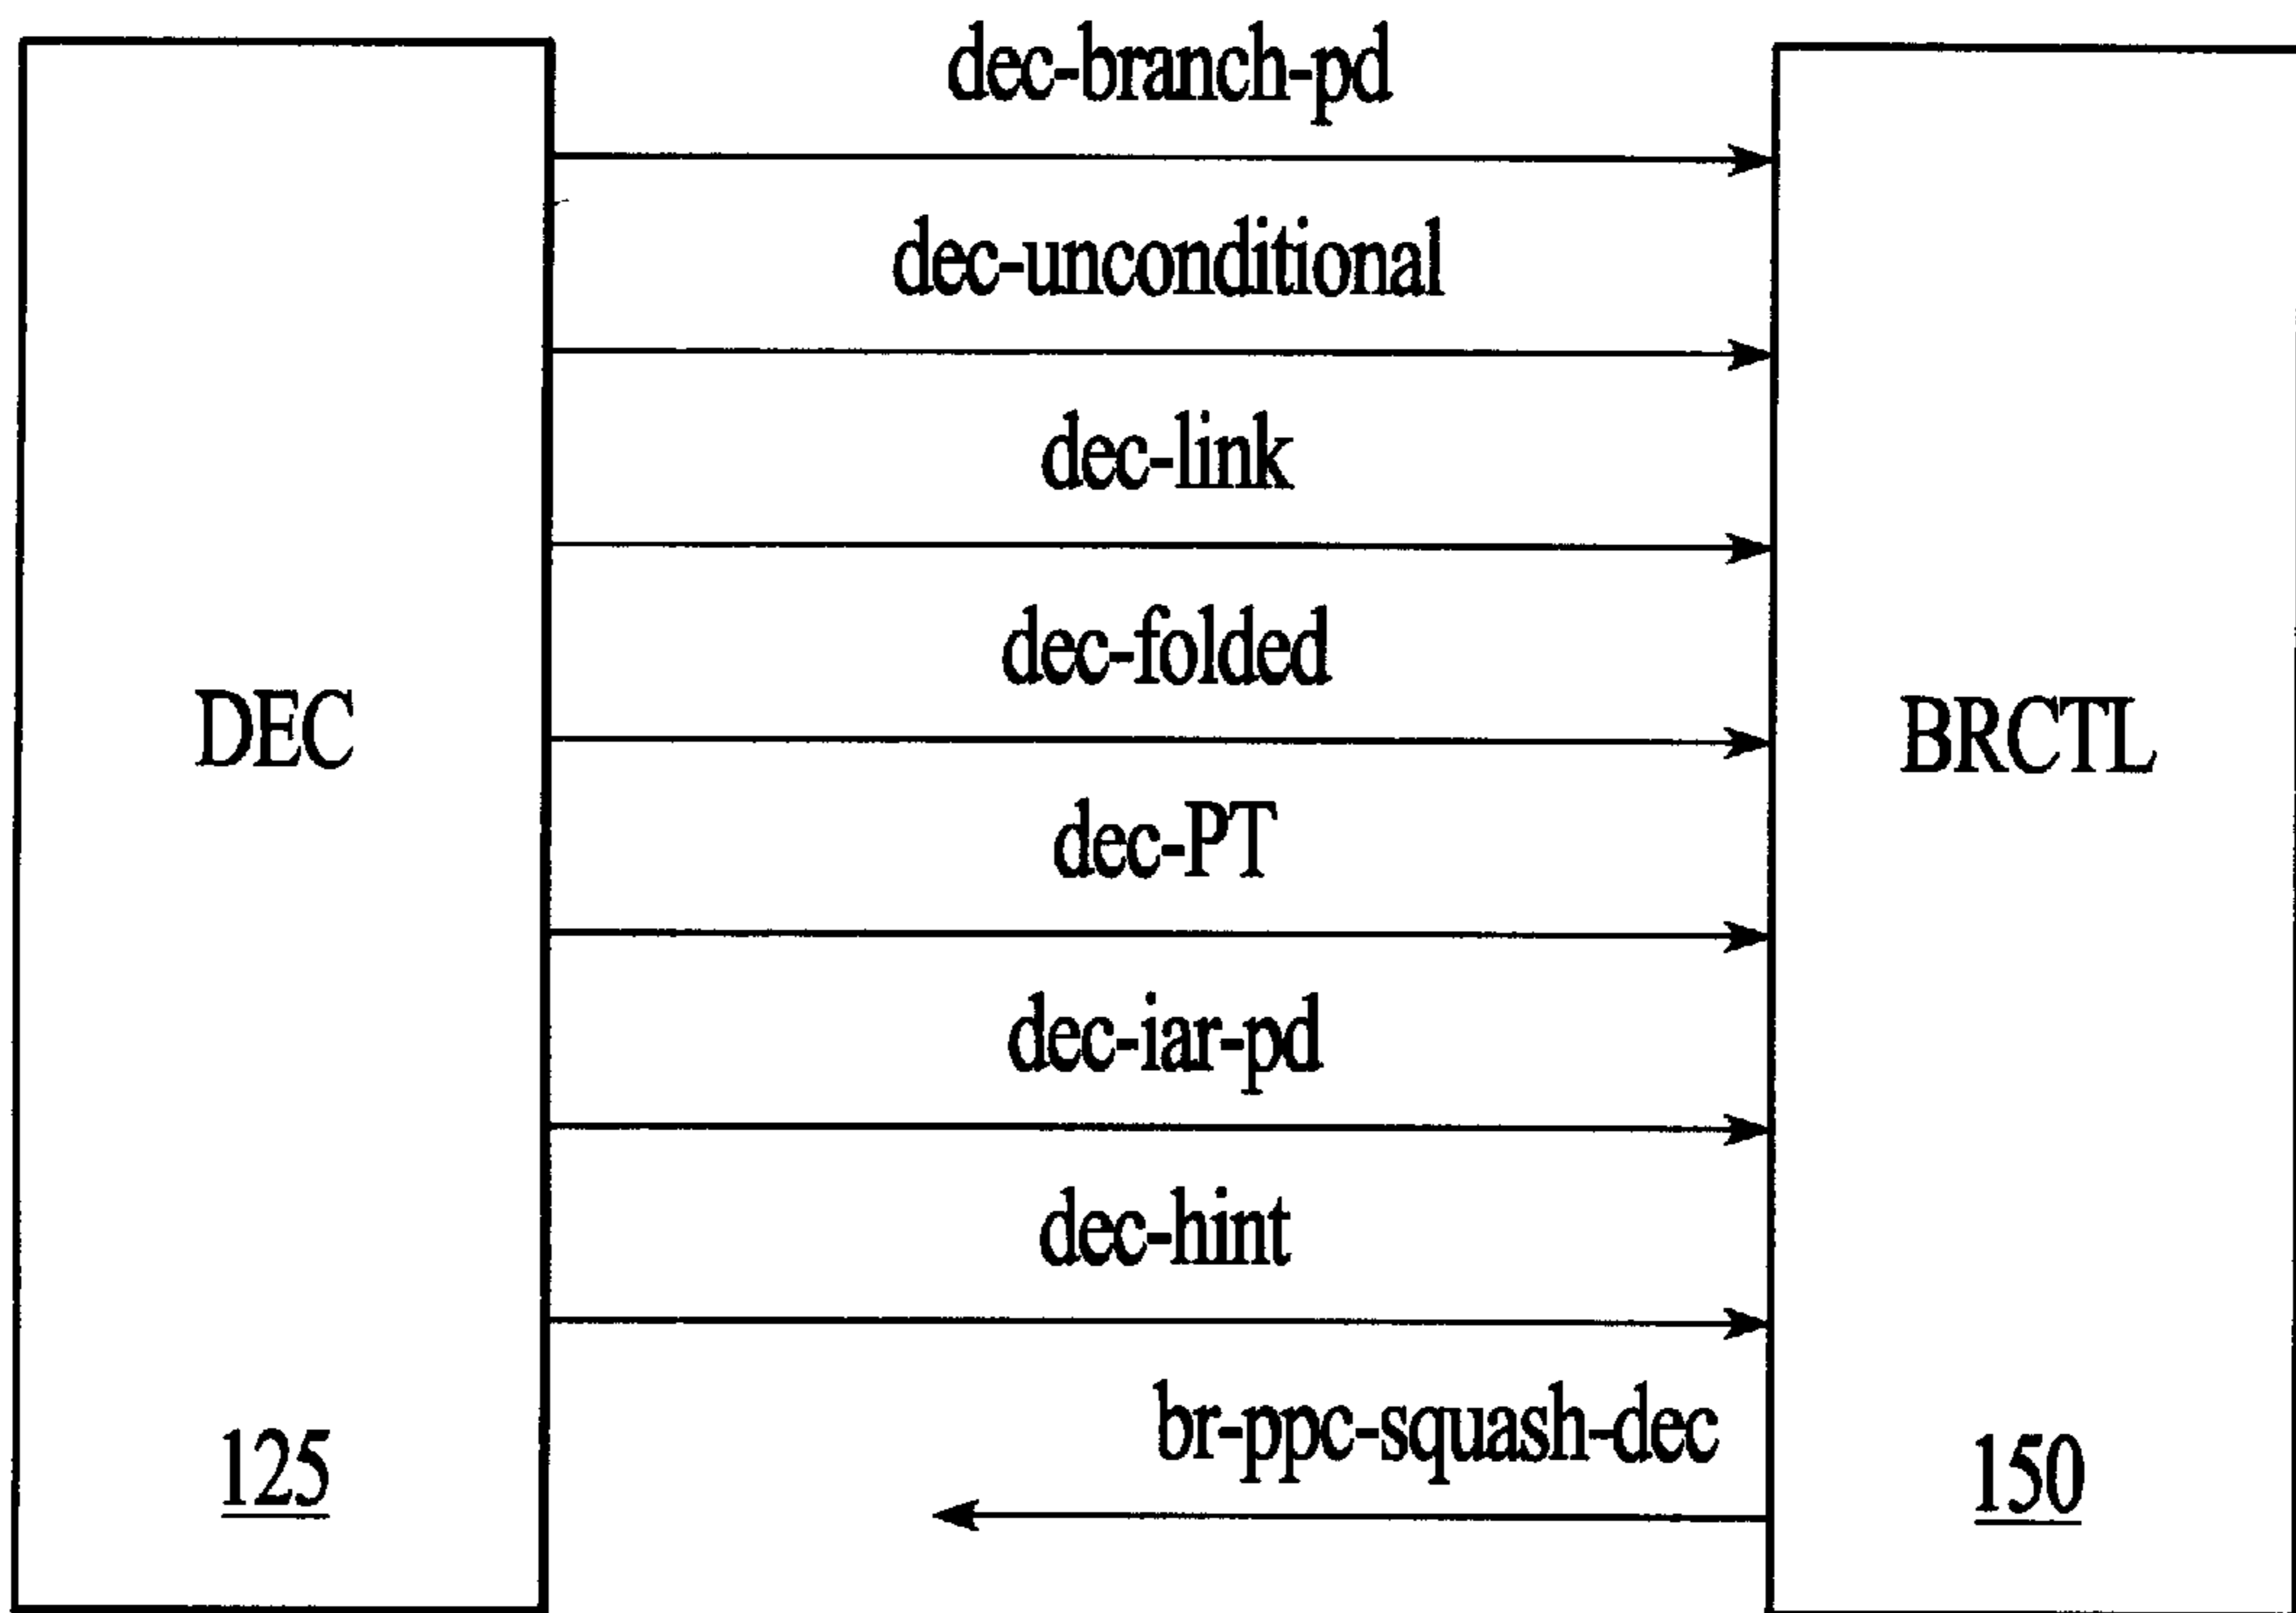 dec-branch-pd
dec-unconditional
dec-link
dec-folded
DEC
BRCTL
dec-PT
dec-iar-pd
dec-hint
br-ppc-squash-dec
125
150